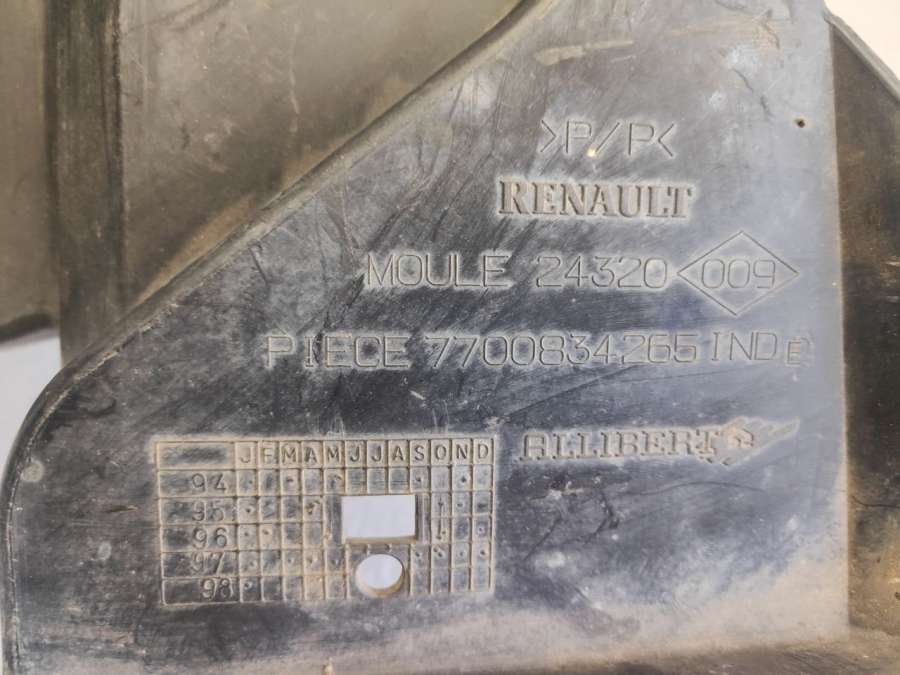 >P/P<
RENAULT
MOULE 24320 009
PIECE 7700834265 IND E
ALLIBERT
J F M A M J J A S O N D
94
95
96
97
98